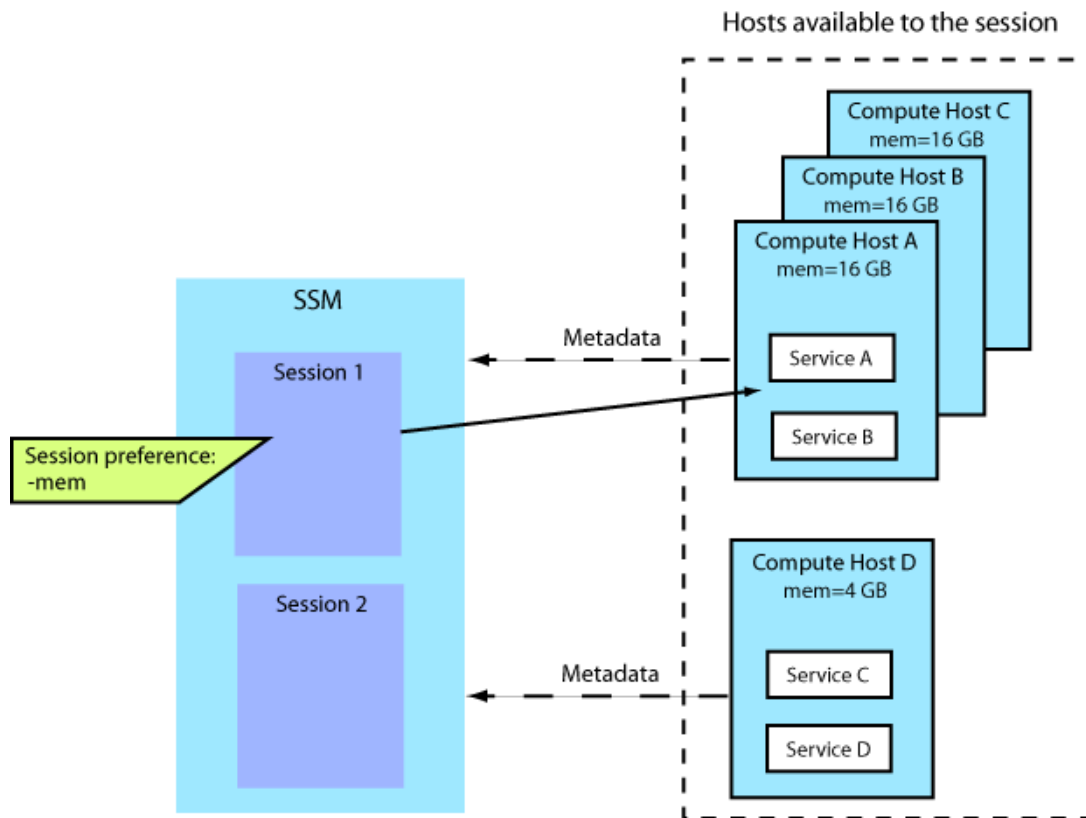 Hosts available to the session
Compute Host C
mem=16 GB
Compute Host B
mem=16 GB
Compute Host A
mem=16 GB
Service A
Service B
SSM
Session 1
Metadata
Session preference:
-mem
Session 2
Metadata
Compute Host D
mem=4 GB
Service C
Service D